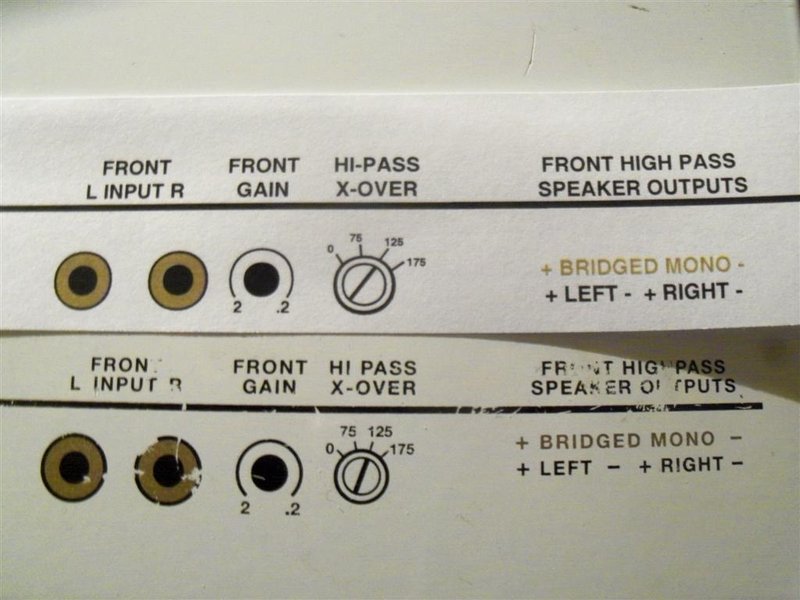 FRONT
L INPUT R
FRONT
GAIN
HI-PASS
X-OVER
FRONT HIGH PASS
SPEAKER OUTPUTS
0 75 125 175
2 .2
+ BRIDGED MONO -
+ LEFT - + RIGHT -
FRONT
L INPUT R
FRONT
GAIN
HI PASS
X-OVER
FRONT HIGH PASS
SPEAKER OUTPUTS
0 75 125 175
2 .2
+ BRIDGED MONO –
+ LEFT – + RIGHT –